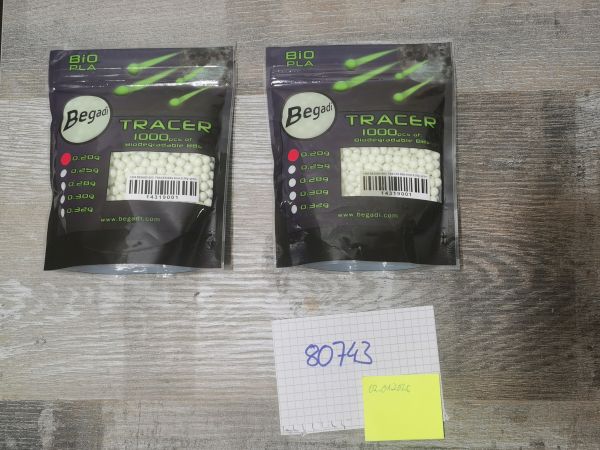 BiO
PLA
Begadi
TRACER
1000pcs of
Biodegradable BBs
0.20g
0.25g
0.28g
0.30g
0.32g
14319001
www.begadi.com
BiO
PLA
Begadi
TRACER
1000pcs of
Biodegradable BBs
0.20g
0.25g
0.28g
0.30g
0.32g
14319001
www.begadi.com
80743